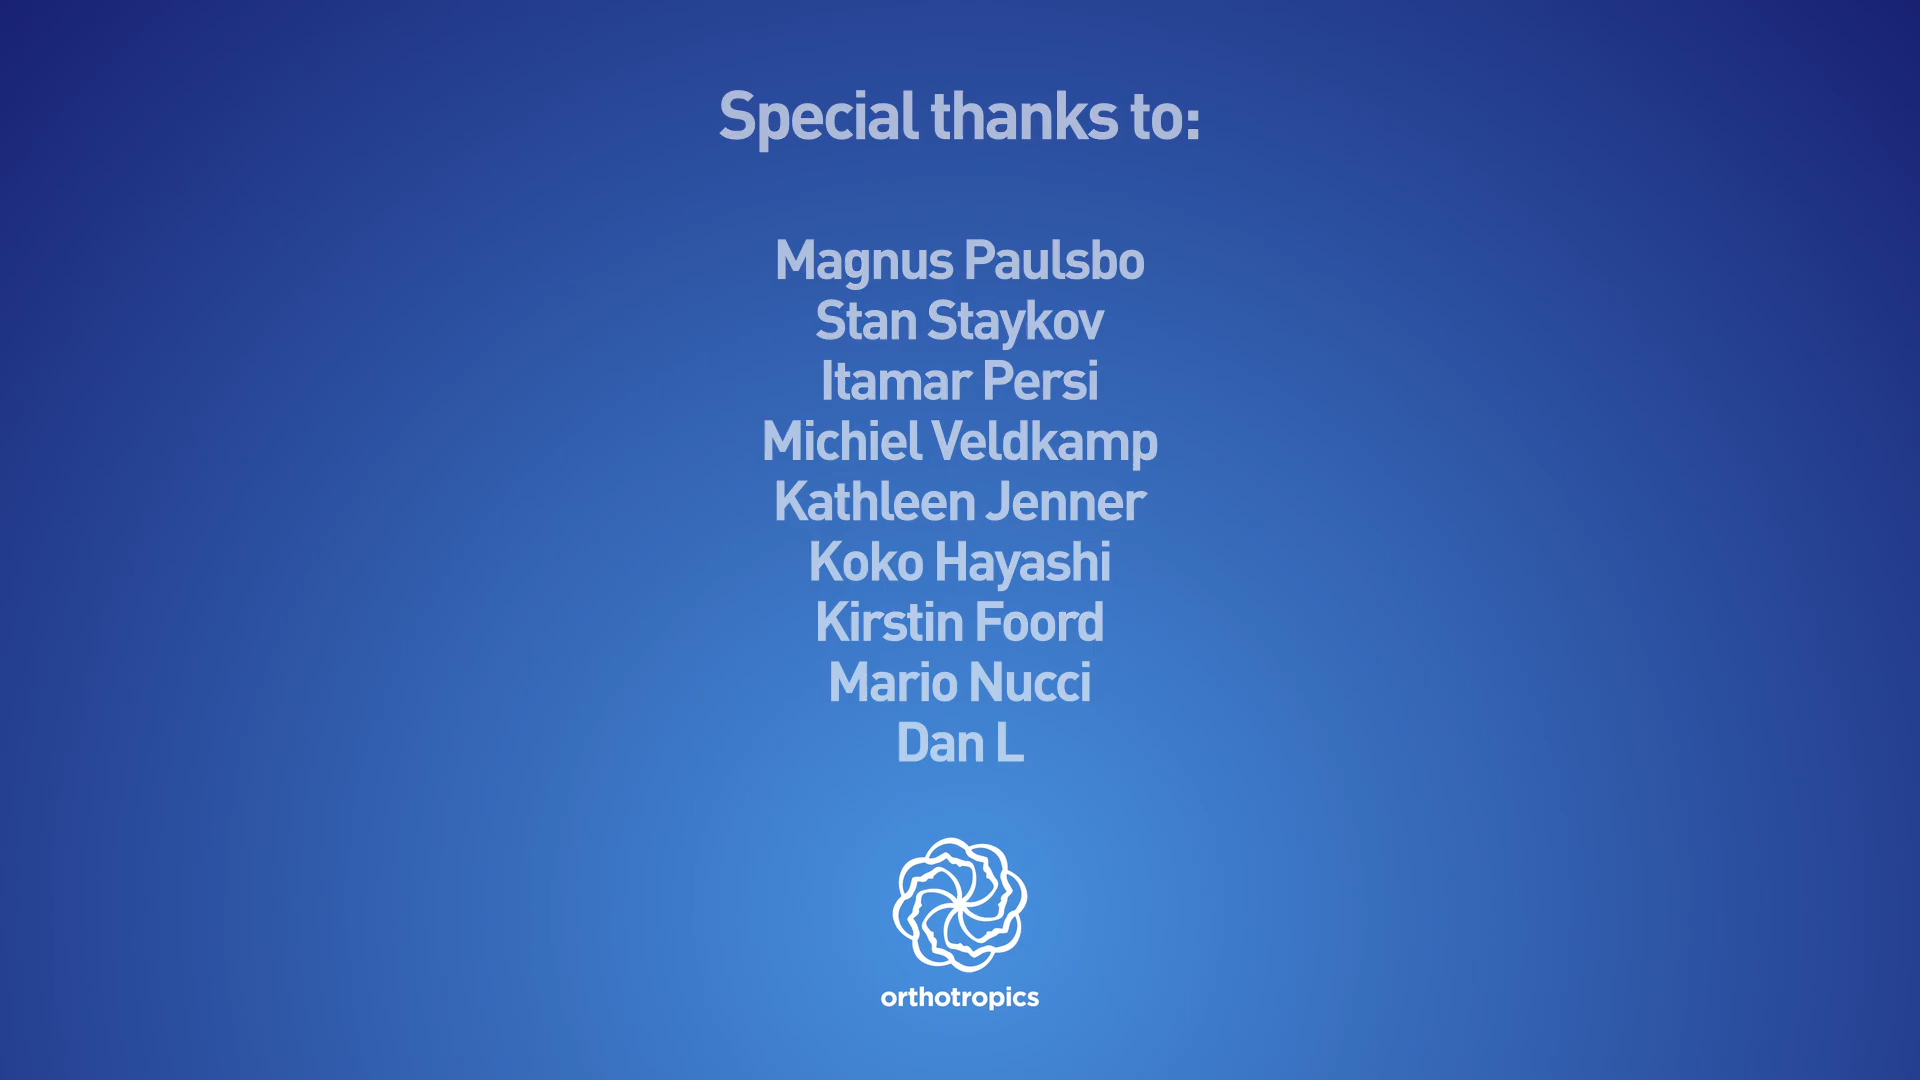 Special thanks to:
Magnus Paulsbo
Stan Staykov
Itamar Persi
Michiel Veldkamp
Kathleen Jenner
Koko Hayashi
Kirstin Foord
Mario Nucci
Dan L
orthotropics